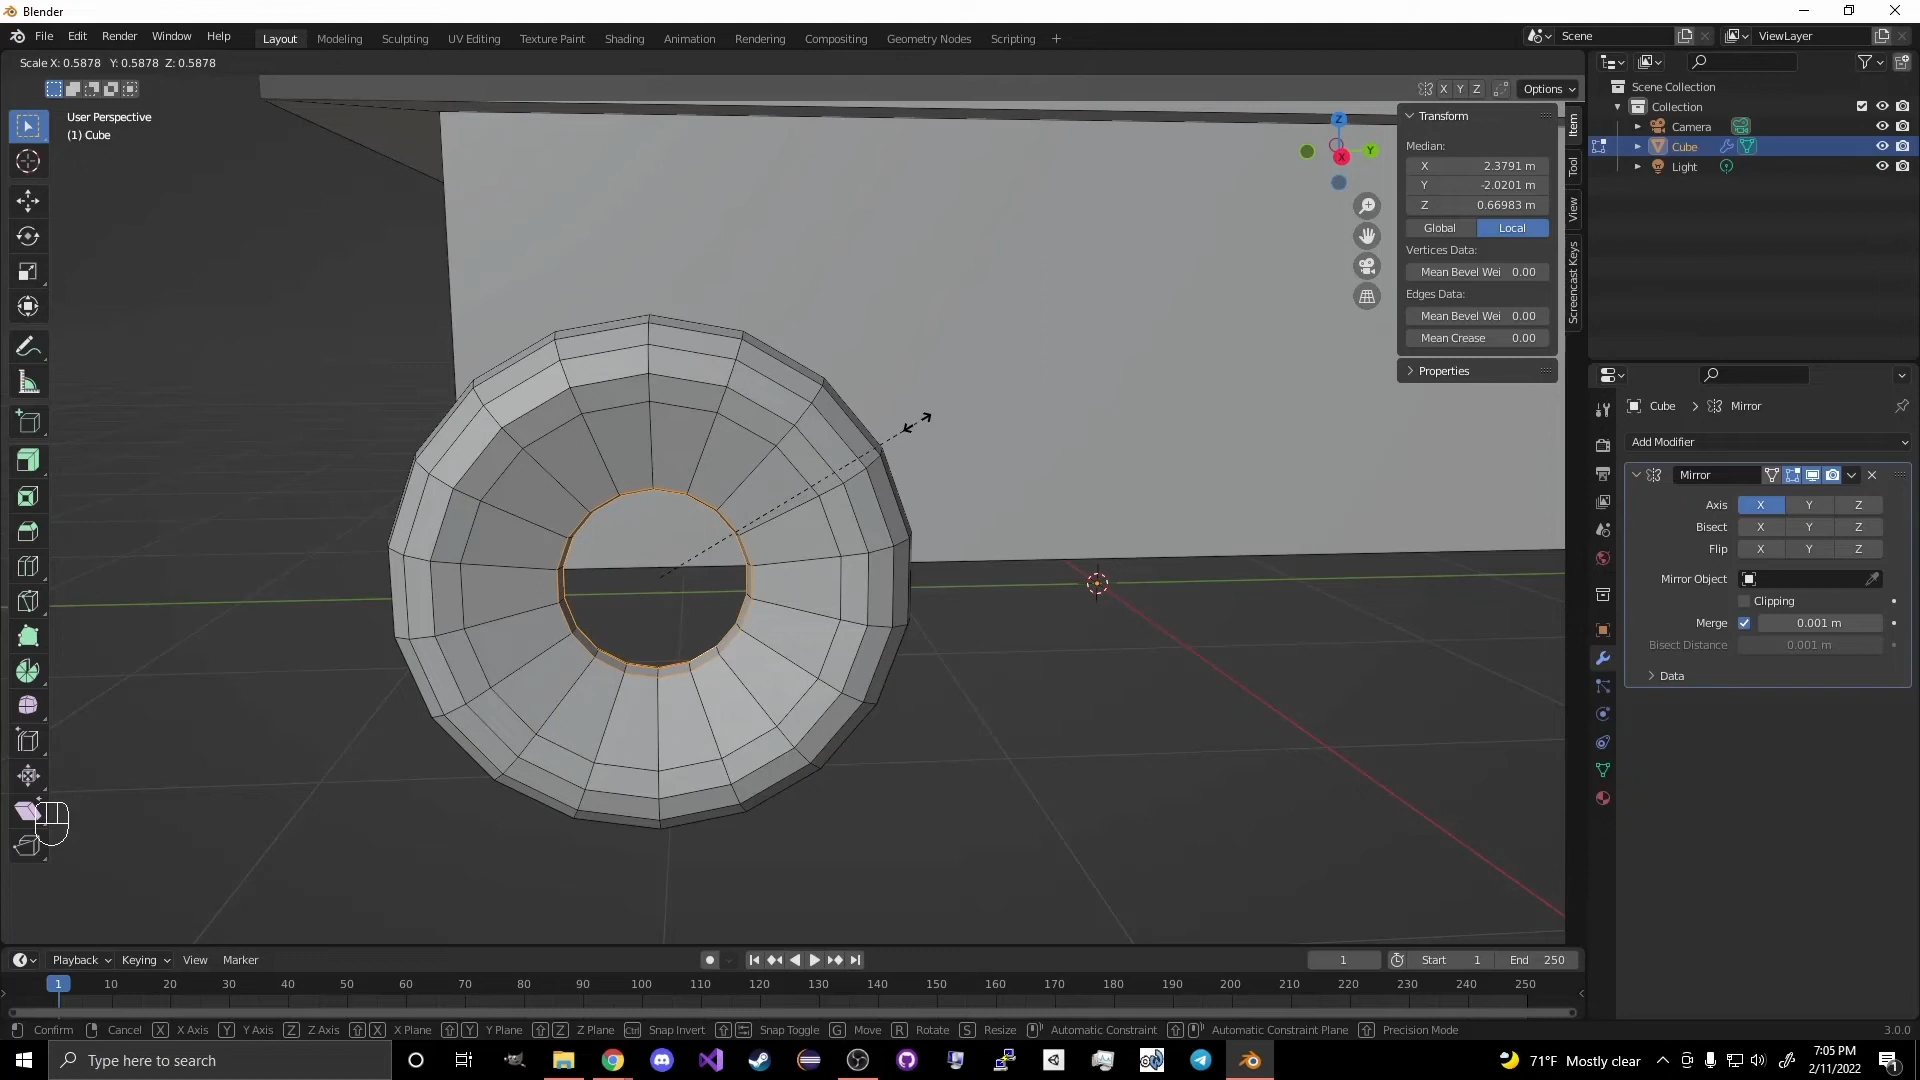 Blender
File Edit Render Window Help
Layout Modeling Sculpting UV Editing Texture Paint Shading Animation Rendering Compositing Geometry Nodes Scripting +
Scene
ViewLayer
Scale X: 0.5878 Y: 0.5878 Z: 0.5878
X Y Z Options
User Perspective
(1) Cube
Z
Y
X
Transform
Median:
X 2.3791 m
Y -2.0201 m
Z 0.66983 m
Global Local
Vertices Data:
Mean Bevel Wei 0.00
Edges Data:
Mean Bevel Wei 0.00
Mean Crease 0.00
Properties
Item
Tool
View
Screencast Keys
Scene Collection
Collection
Camera
Cube
Light
Cube Mirror
Add Modifier
Mirror
Axis X Y Z
Bisect X Y Z
Flip X Y Z
Mirror Object
Clipping
Merge 0.001 m
Bisect Distance 0.001 m
Data
Playback Keying View Marker
1 Start 1 End 250
1 10 20 30 40 50 60 70 80 90 100 110 120 130 140 150 160 170 180 190 200 210 220 230 240 250
Confirm Cancel X X Axis Y Y Axis Z Z Axis X X Plane Y Y Plane Z Z Plane Ctrl Snap Invert Snap Toggle G Move R Rotate S Resize Automatic Constraint Automatic Constraint Plane Precision Mode 3.0.0
Type here to search
71°F Mostly clear
7:05 PM
2/11/2022
1